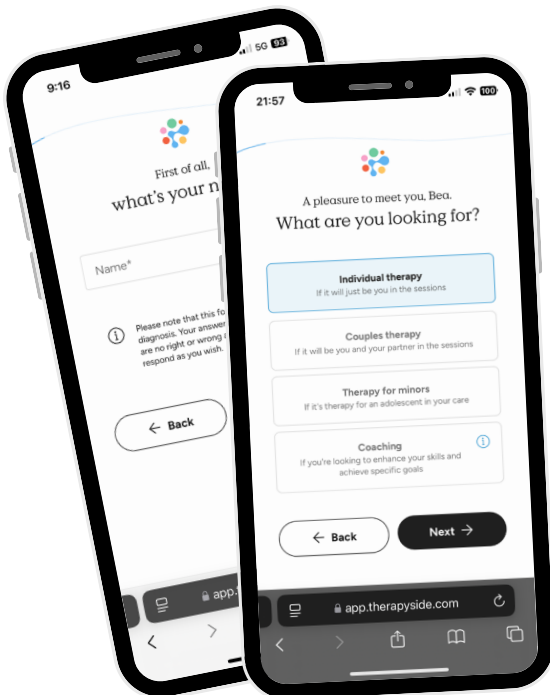 9:16
5G 93
First of all,
what's your n
Name*
Please note that this fo
diagnosis. Your answer
are no right or wrong
respond as you wish.
← Back
app.
21:57
100
A pleasure to meet you, Bea.
What are you looking for?
Individual therapy
If it will just be you in the sessions
Couples therapy
If it will be you and your partner in the sessions
Therapy for minors
If it's therapy for an adolescent in your care
Coaching
If you're looking to enhance your skills and
achieve specific goals
← Back
Next →
app.therapyside.com